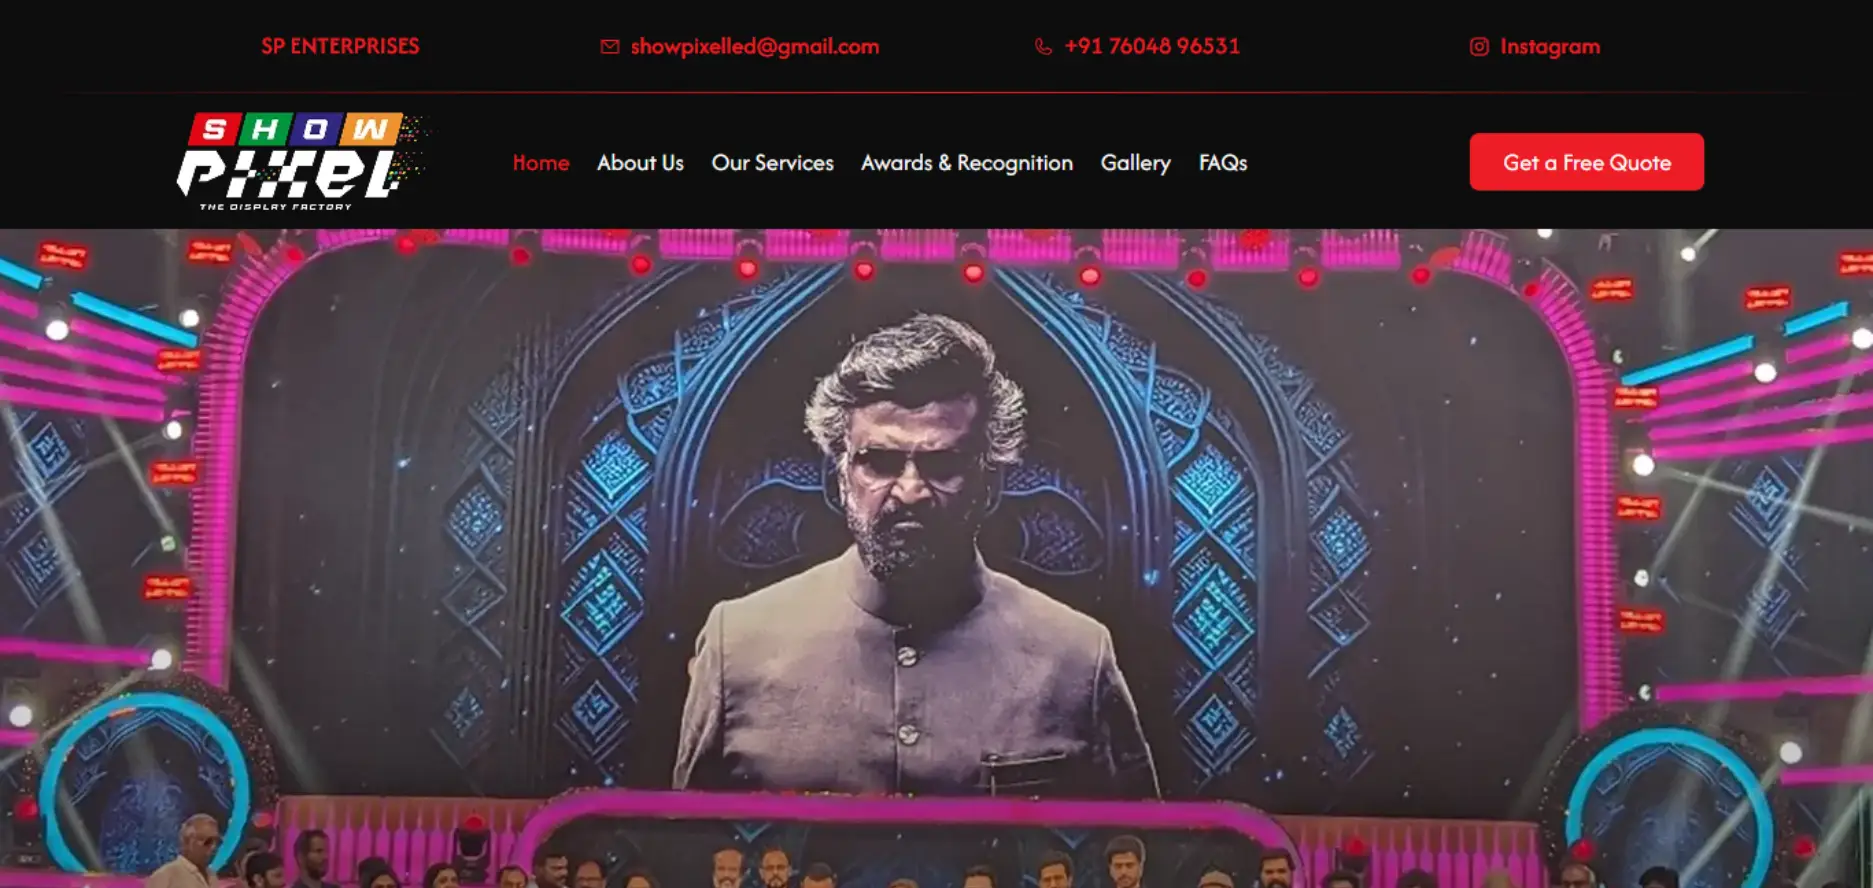 SP ENTERPRISES
showpixelled@gmail.com
+91 76048 96531
Instagram
SHOW
pixel
THE DISPLAY FACTORY
Home
About Us
Our Services
Awards & Recognition
Gallery
FAQs
Get a Free Quote